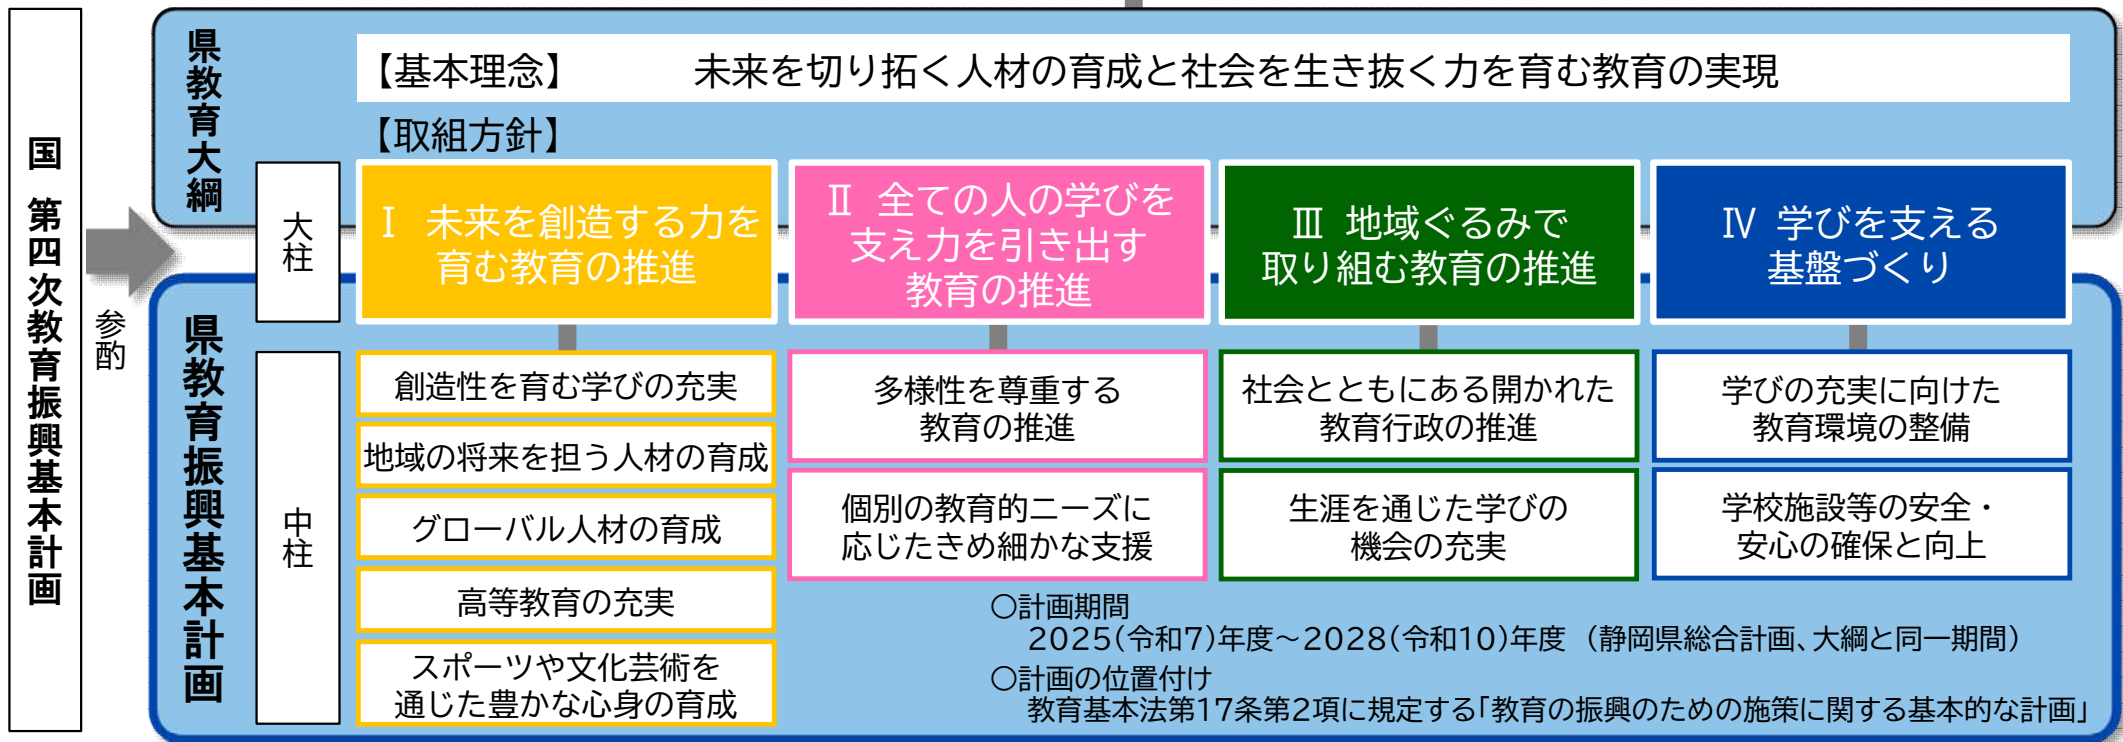 国 第四次教育振興基本計画
参酌
県教育大綱
【基本理念】 未来を切り拓く人材の育成と社会を生き抜く力を育む教育の実現
【取組方針】
大柱
Ⅰ 未来を創造する力を
育む教育の推進
Ⅱ 全ての人の学びを
支え力を引き出す
教育の推進
Ⅲ 地域ぐるみで
取り組む教育の推進
Ⅳ 学びを支える
基盤づくり
県教育振興基本計画
中柱
創造性を育む学びの充実
地域の将来を担う人材の育成
グローバル人材の育成
高等教育の充実
スポーツや文化芸術を
通じた豊かな心身の育成
多様性を尊重する
教育の推進
個別の教育的ニーズに
応じたきめ細かな支援
社会とともにある開かれた
教育行政の推進
生涯を通じた学びの
機会の充実
学びの充実に向けた
教育環境の整備
学校施設等の安全・
安心の確保と向上
〇計画期間
2025(令和7)年度～2028(令和10)年度 (静岡県総合計画、大綱と同一期間)
〇計画の位置付け
教育基本法第17条第2項に規定する「教育の振興のための施策に関する基本的な計画」